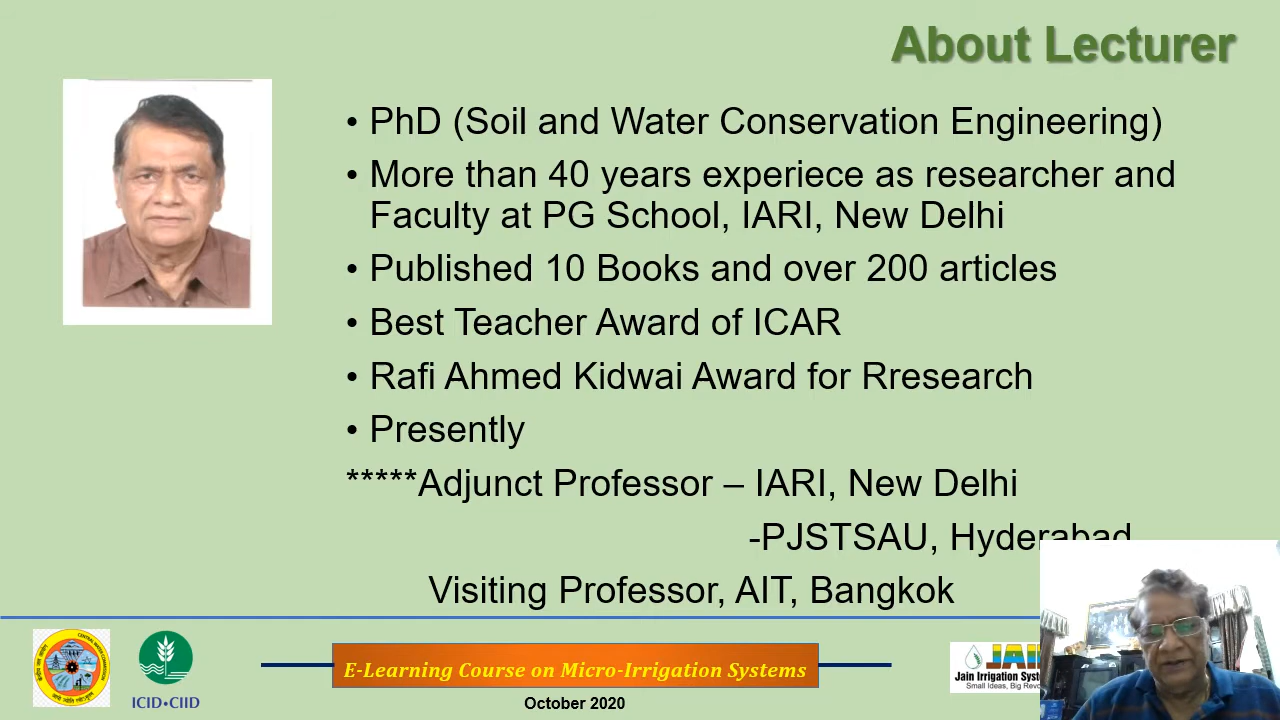 About Lecturer
• PhD (Soil and Water Conservation Engineering)
• More than 40 years experiece as researcher and
Faculty at PG School, IARI, New Delhi
• Published 10 Books and over 200 articles
• Best Teacher Award of ICAR
• Rafi Ahmed Kidwai Award for Rresearch
• Presently
*****Adjunct Professor – IARI, New Delhi
-PJSTSAU, Hyderabad
Visiting Professor, AIT, Bangkok
ICID•CIID
E-Learning Course on Micro-Irrigation Systems
October 2020
Jain Irrigation
Small Ideas, Big